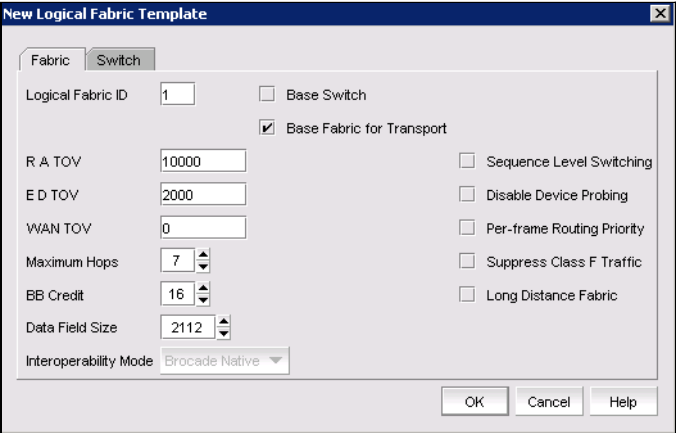 New Logical Fabric Template
Fabric
Switch
Logical Fabric ID 1
Base Switch
Base Fabric for Transport
R A TOV 10000
Sequence Level Switching
E D TOV 2000
Disable Device Probing
WAN TOV 0
Per-frame Routing Priority
Maximum Hops 7
Suppress Class F Traffic
BB Credit 16
Long Distance Fabric
Data Field Size 2112
Interoperability Mode Brocade Native
OK
Cancel
Help